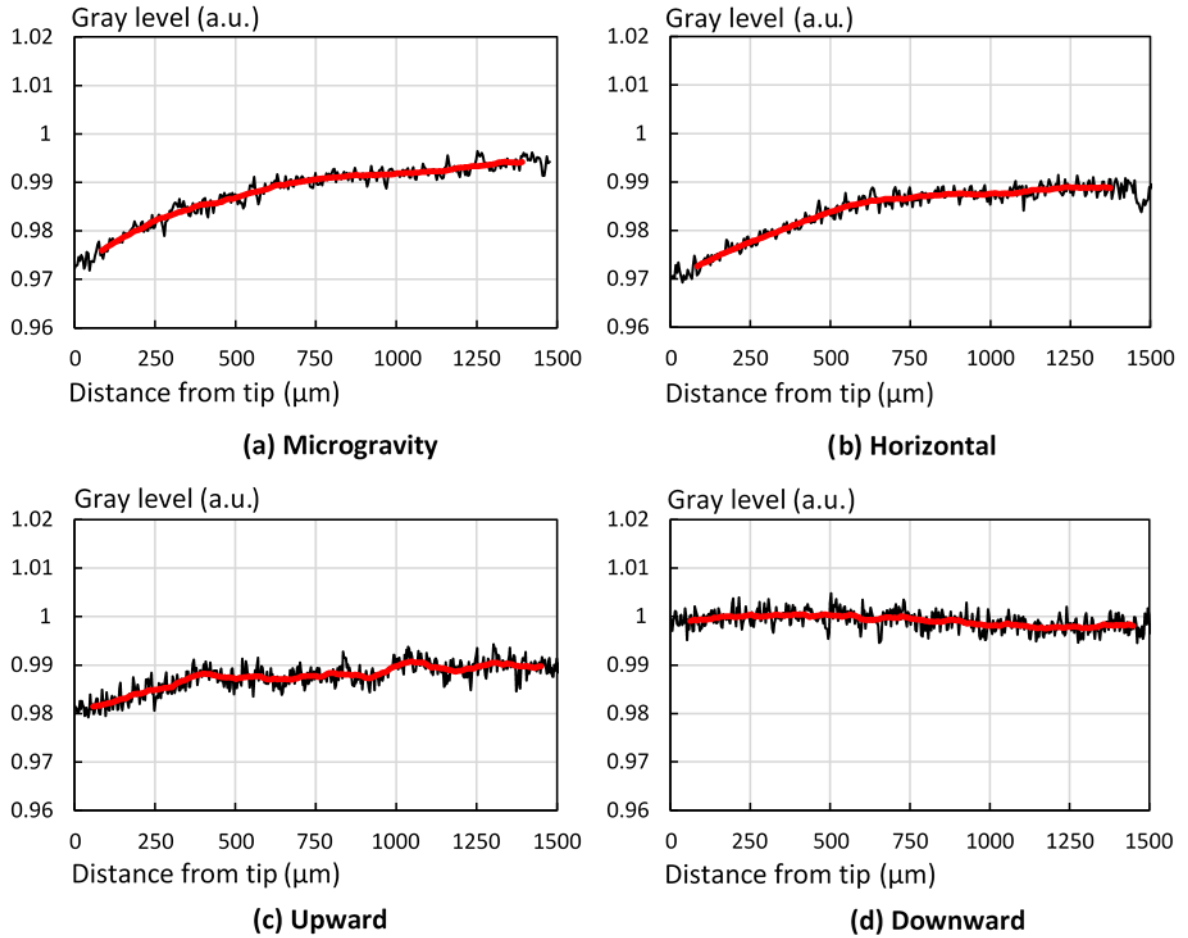 Gray level (a.u.)
1.02
1.01
1
0.99
0.98
0.97
0.96
0 250 500 750 1000 1250 1500
Distance from tip (µm)
(a) Microgravity
Gray level (a.u.)
1.02
1.01
1
0.99
0.98
0.97
0.96
0 250 500 750 1000 1250 1500
Distance from tip (µm)
(b) Horizontal
Gray level (a.u.)
1.02
1.01
1
0.99
0.98
0.97
0.96
0 250 500 750 1000 1250 1500
Distance from tip (µm)
(c) Upward
Gray level (a.u.)
1.02
1.01
1
0.99
0.98
0.97
0.96
0 250 500 750 1000 1250 1500
Distance from tip (µm)
(d) Downward